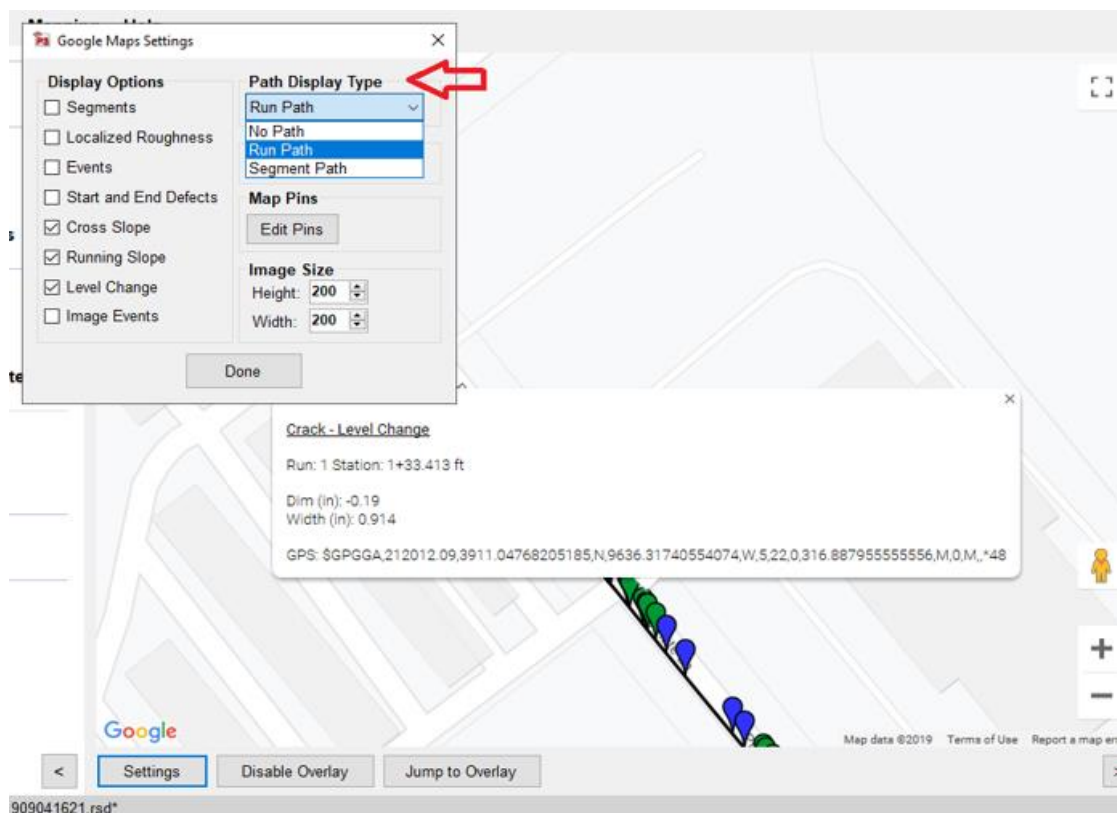 Google Maps Settings
Display Options
Segments
Localized Roughness
Events
Start and End Defects
Cross Slope
Running Slope
Level Change
Image Events
Path Display Type
Run Path
No Path
Run Path
Segment Path
Map Pins
Edit Pins
Image Size
Height: 200
Width: 200
Done
Crack - Level Change
Run: 1 Station: 1+33.413 ft
Dim (in): -0.19
Width (in): 0.914
GPS: $GPGGA,212012.09,3911.04768205185,N,9636.31740554074,W,5,22,0,316.887955555556,M,0,M,,*48
Google
Map data ©2019 Terms of Use Report a map er
< Settings Disable Overlay Jump to Overlay
909041621.rsd*